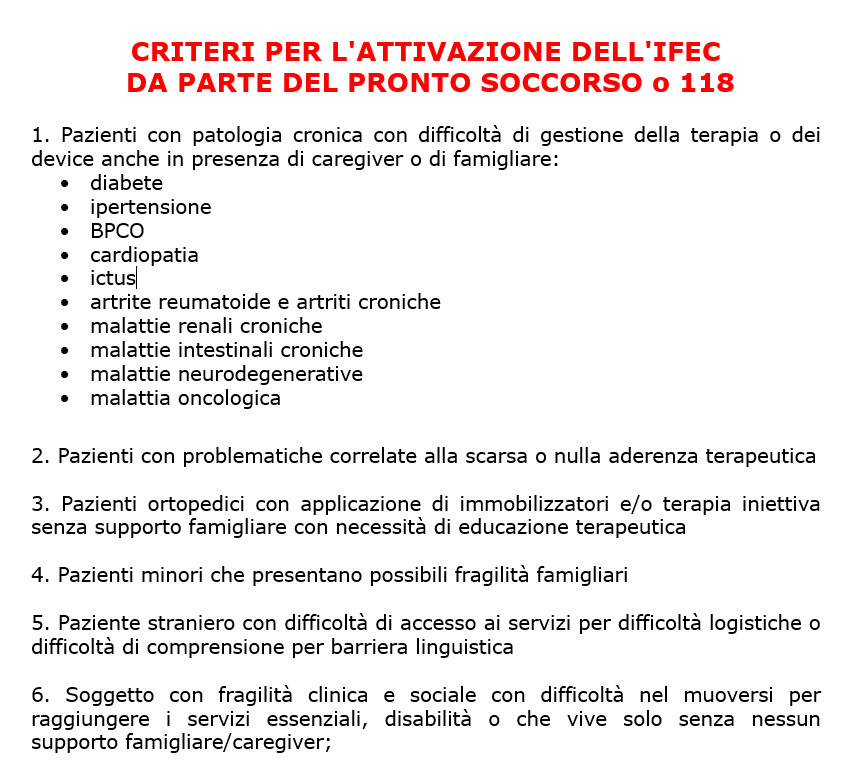 CRITERI PER L'ATTIVAZIONE DELL'IFEC
DA PARTE DEL PRONTO SOCCORSO o 118
1. Pazienti con patologia cronica con difficoltà di gestione della terapia o dei
device anche in presenza di caregiver o di famigliare:
• diabete
• ipertensione
• BPCO
• cardiopatia
• ictus
• artrite reumatoide e artriti croniche
• malattie renali croniche
• malattie intestinali croniche
• malattie neurodegenerative
• malattia oncologica
2. Pazienti con problematiche correlate alla scarsa o nulla aderenza terapeutica
3. Pazienti ortopedici con applicazione di immobilizzatori e/o terapia iniettiva
senza supporto famigliare con necessità di educazione terapeutica
4. Pazienti minori che presentano possibili fragilità famigliari
5. Paziente straniero con difficoltà di accesso ai servizi per difficoltà logistiche o
difficoltà di comprensione per barriera linguistica
6. Soggetto con fragilità clinica e sociale con difficoltà nel muoversi per
raggiungere i servizi essenziali, disabilità o che vive solo senza nessun
supporto famigliare/caregiver;